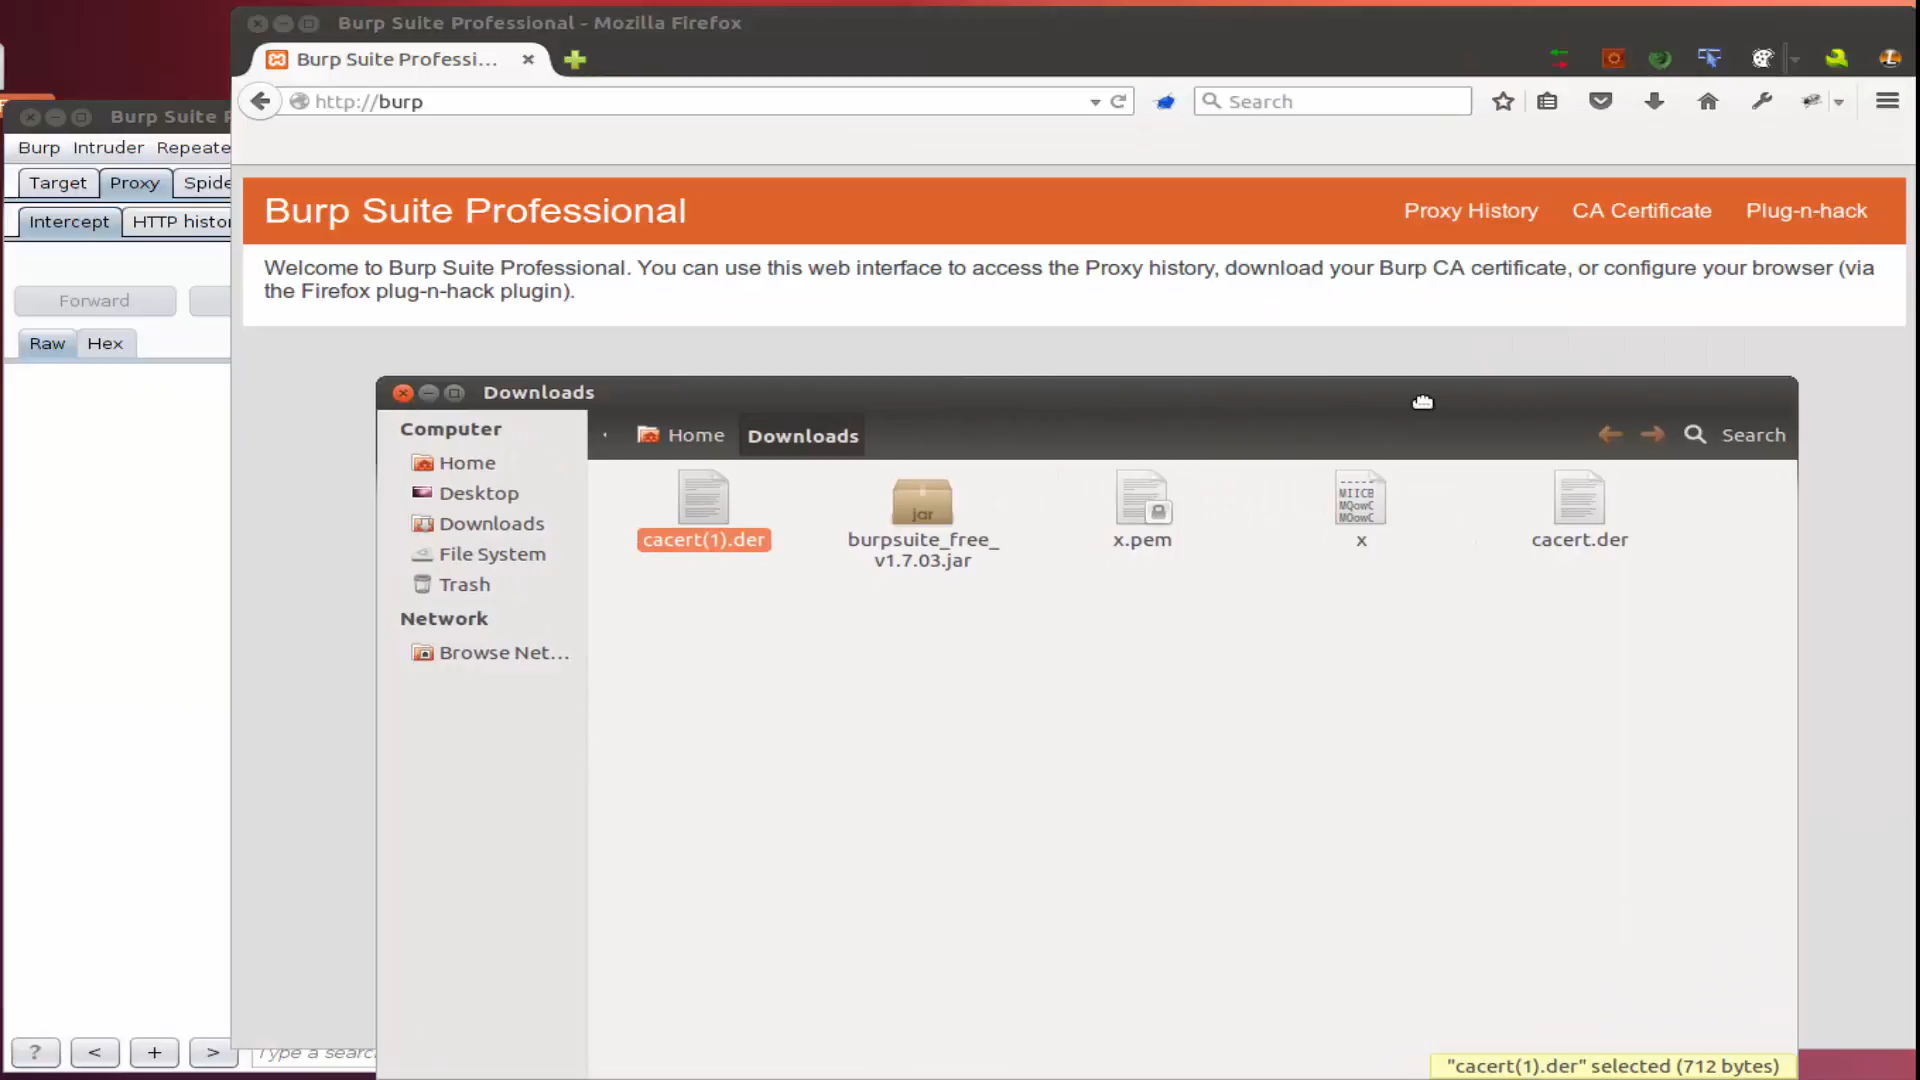 Burp Suite Professional - Mozilla Firefox
Burp Suite Professi...
http://burp
Search
Burp Suite P
Burp Intruder Repeate
Target Proxy Spide
Intercept HTTP histor
Forward
Raw Hex
? < + > Type a searc
Burp Suite Professional
Proxy History CA Certificate Plug-n-hack
Welcome to Burp Suite Professional. You can use this web interface to access the Proxy history, download your Burp CA certificate, or configure your browser (via
the Firefox plug-n-hack plugin).
Downloads
Home Downloads Search
Computer
Home
Desktop
Downloads
File System
Trash
Network
Browse Net...
cacert(1).der
jar
burpsuite_free_
v1.7.03.jar
x.pem
MIICB
MQowC
MQowC
x
cacert.der
"cacert(1).der" selected (712 bytes)